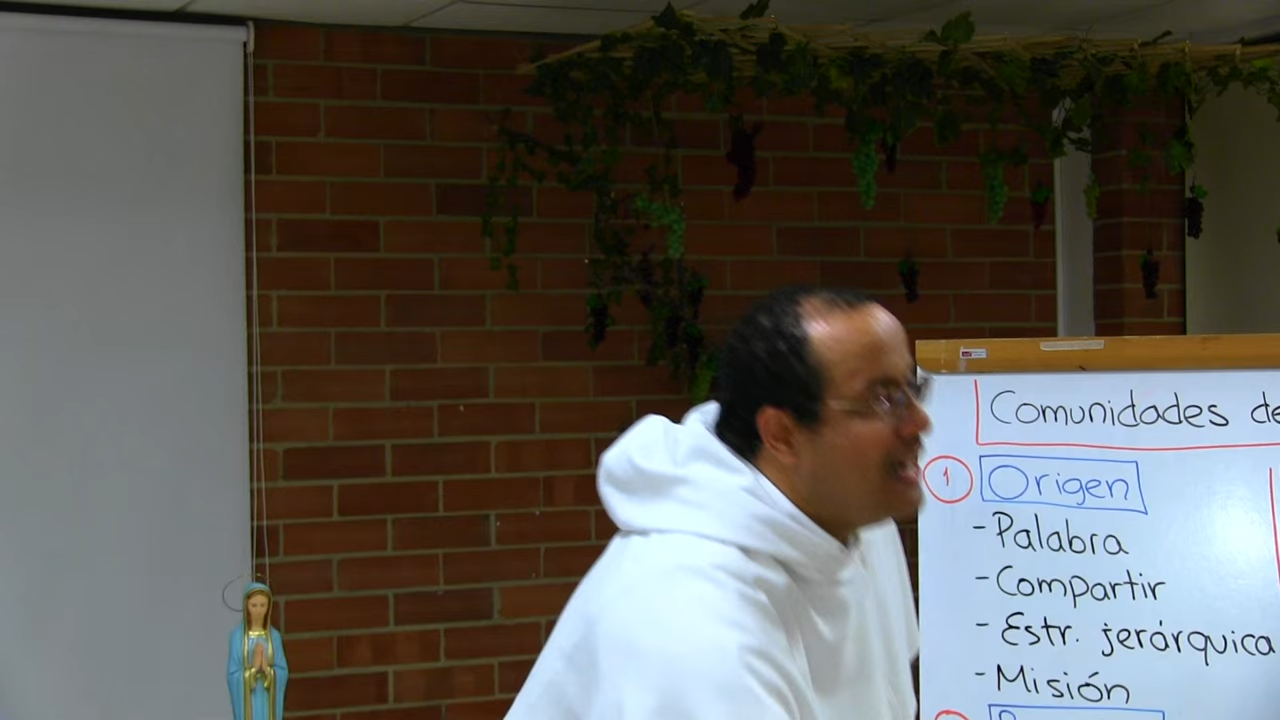 Comunidades de
1 Origen
- Palabra
- Compartir
- Estr. jerárquica
- Misión